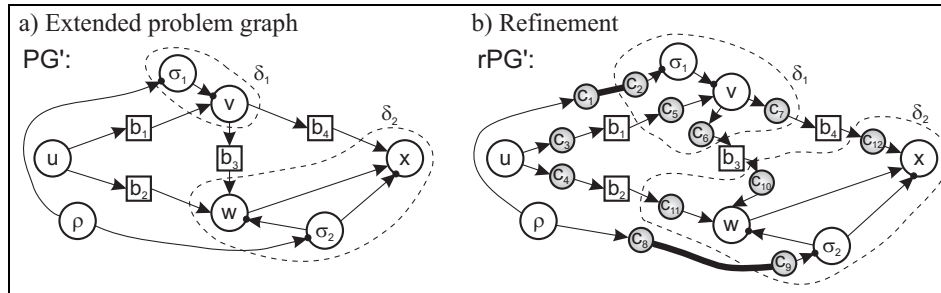 a) Extended problem graph
PG':
σ1
δ1
v
b1
b4
δ2
u
b3
x
b2
w
ρ
σ2
b) Refinement
rPG':
σ1
δ1
c1
c2
v
c5
c7
c3
b1
c6
b4
δ2
c12
u
b3
x
c4
c10
b2
c11
w
ρ
c8
σ2
c9